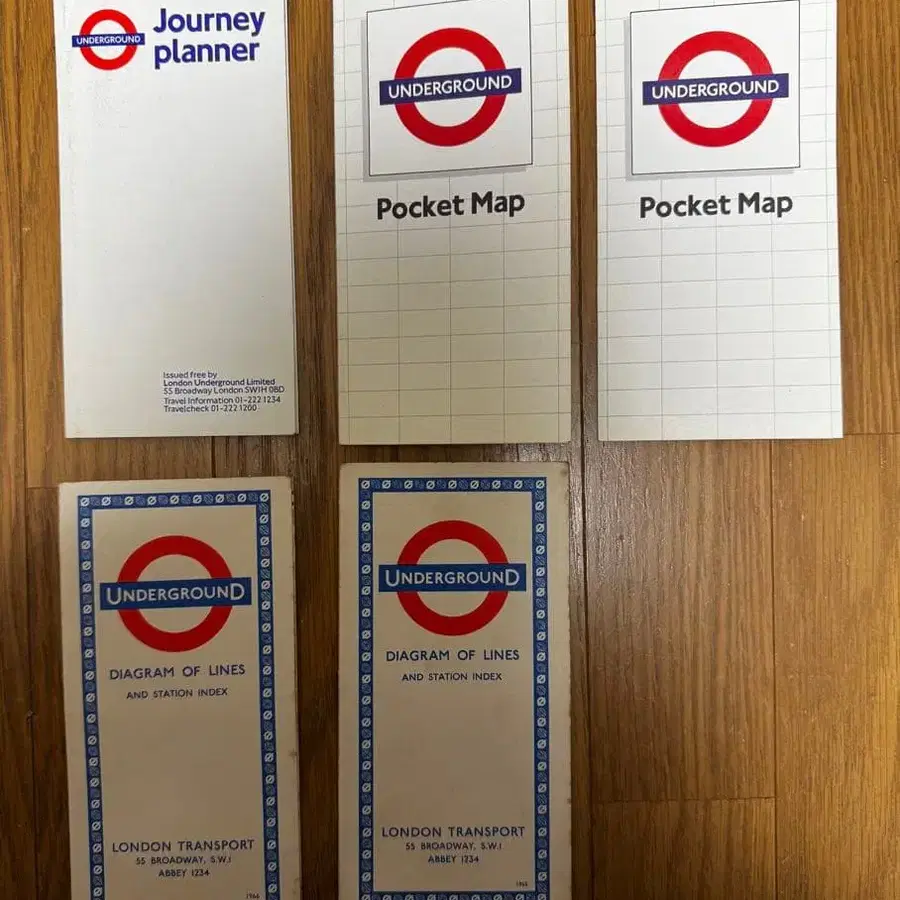 UNDERGROUND
Journey
planner
Issued free by
London Underground Limited
55 Broadway London SW1H 0BD
Travel Information 01-222 1234
Travelcheck 01-222 1200
UNDERGROUND
Pocket Map
UNDERGROUND
Pocket Map
UNDERGROUND
DIAGRAM OF LINES
AND STATION INDEX
LONDON TRANSPORT
55 BROADWAY, S.W.1
ABBEY 1234
UNDERGROUND
DIAGRAM OF LINES
AND STATION INDEX
LONDON TRANSPORT
55 BROADWAY, S.W.1
ABBEY 1234